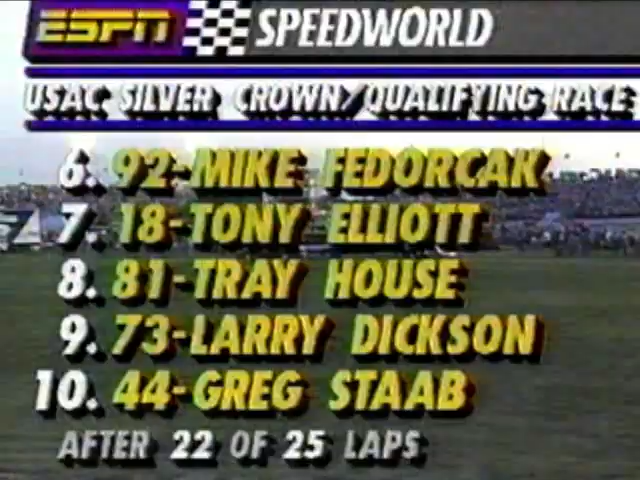 ESPN SPEEDWORLD
USAC SILVER CROWN/QUALIFYING RACE
6. 92-MIKE FEDORCAK
7. 18-TONY ELLIOTT
8. 81-TRAY HOUSE
9. 73-LARRY DICKSON
10. 44-GREG STAAB
AFTER 22 OF 25 LAPS